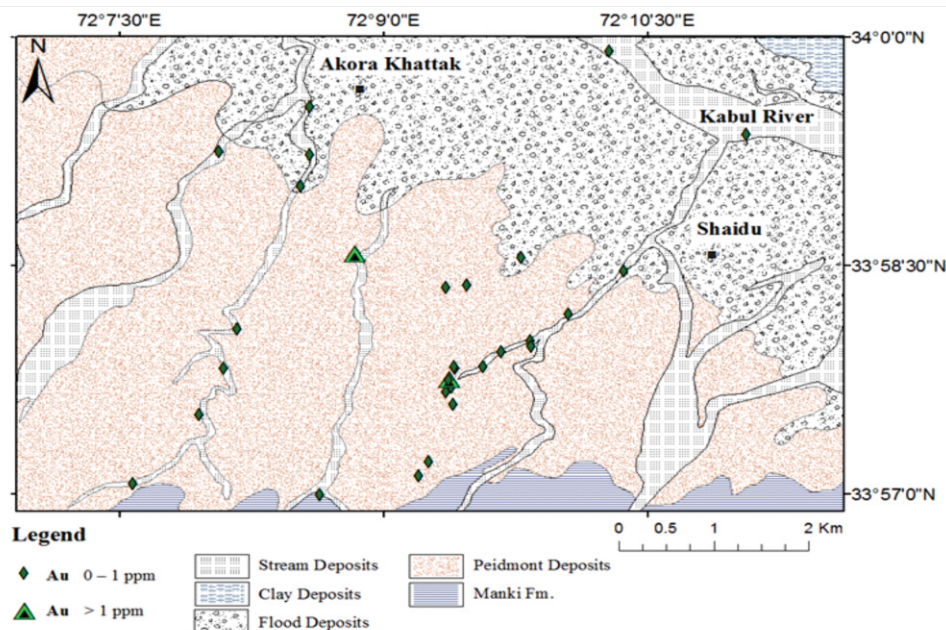 72°7'30"E 72°9'0"E 72°10'30"E
34°0'0"N
N
Akora Khattak
Kabul River
Shaidu
33°58'30"N
33°57'0"N
0 0.5 1 2 Km
Legend
Au 0 – 1 ppm
Au > 1 ppm
Stream Deposits
Clay Deposits
Flood Deposits
Peidmont Deposits
Manki Fm.